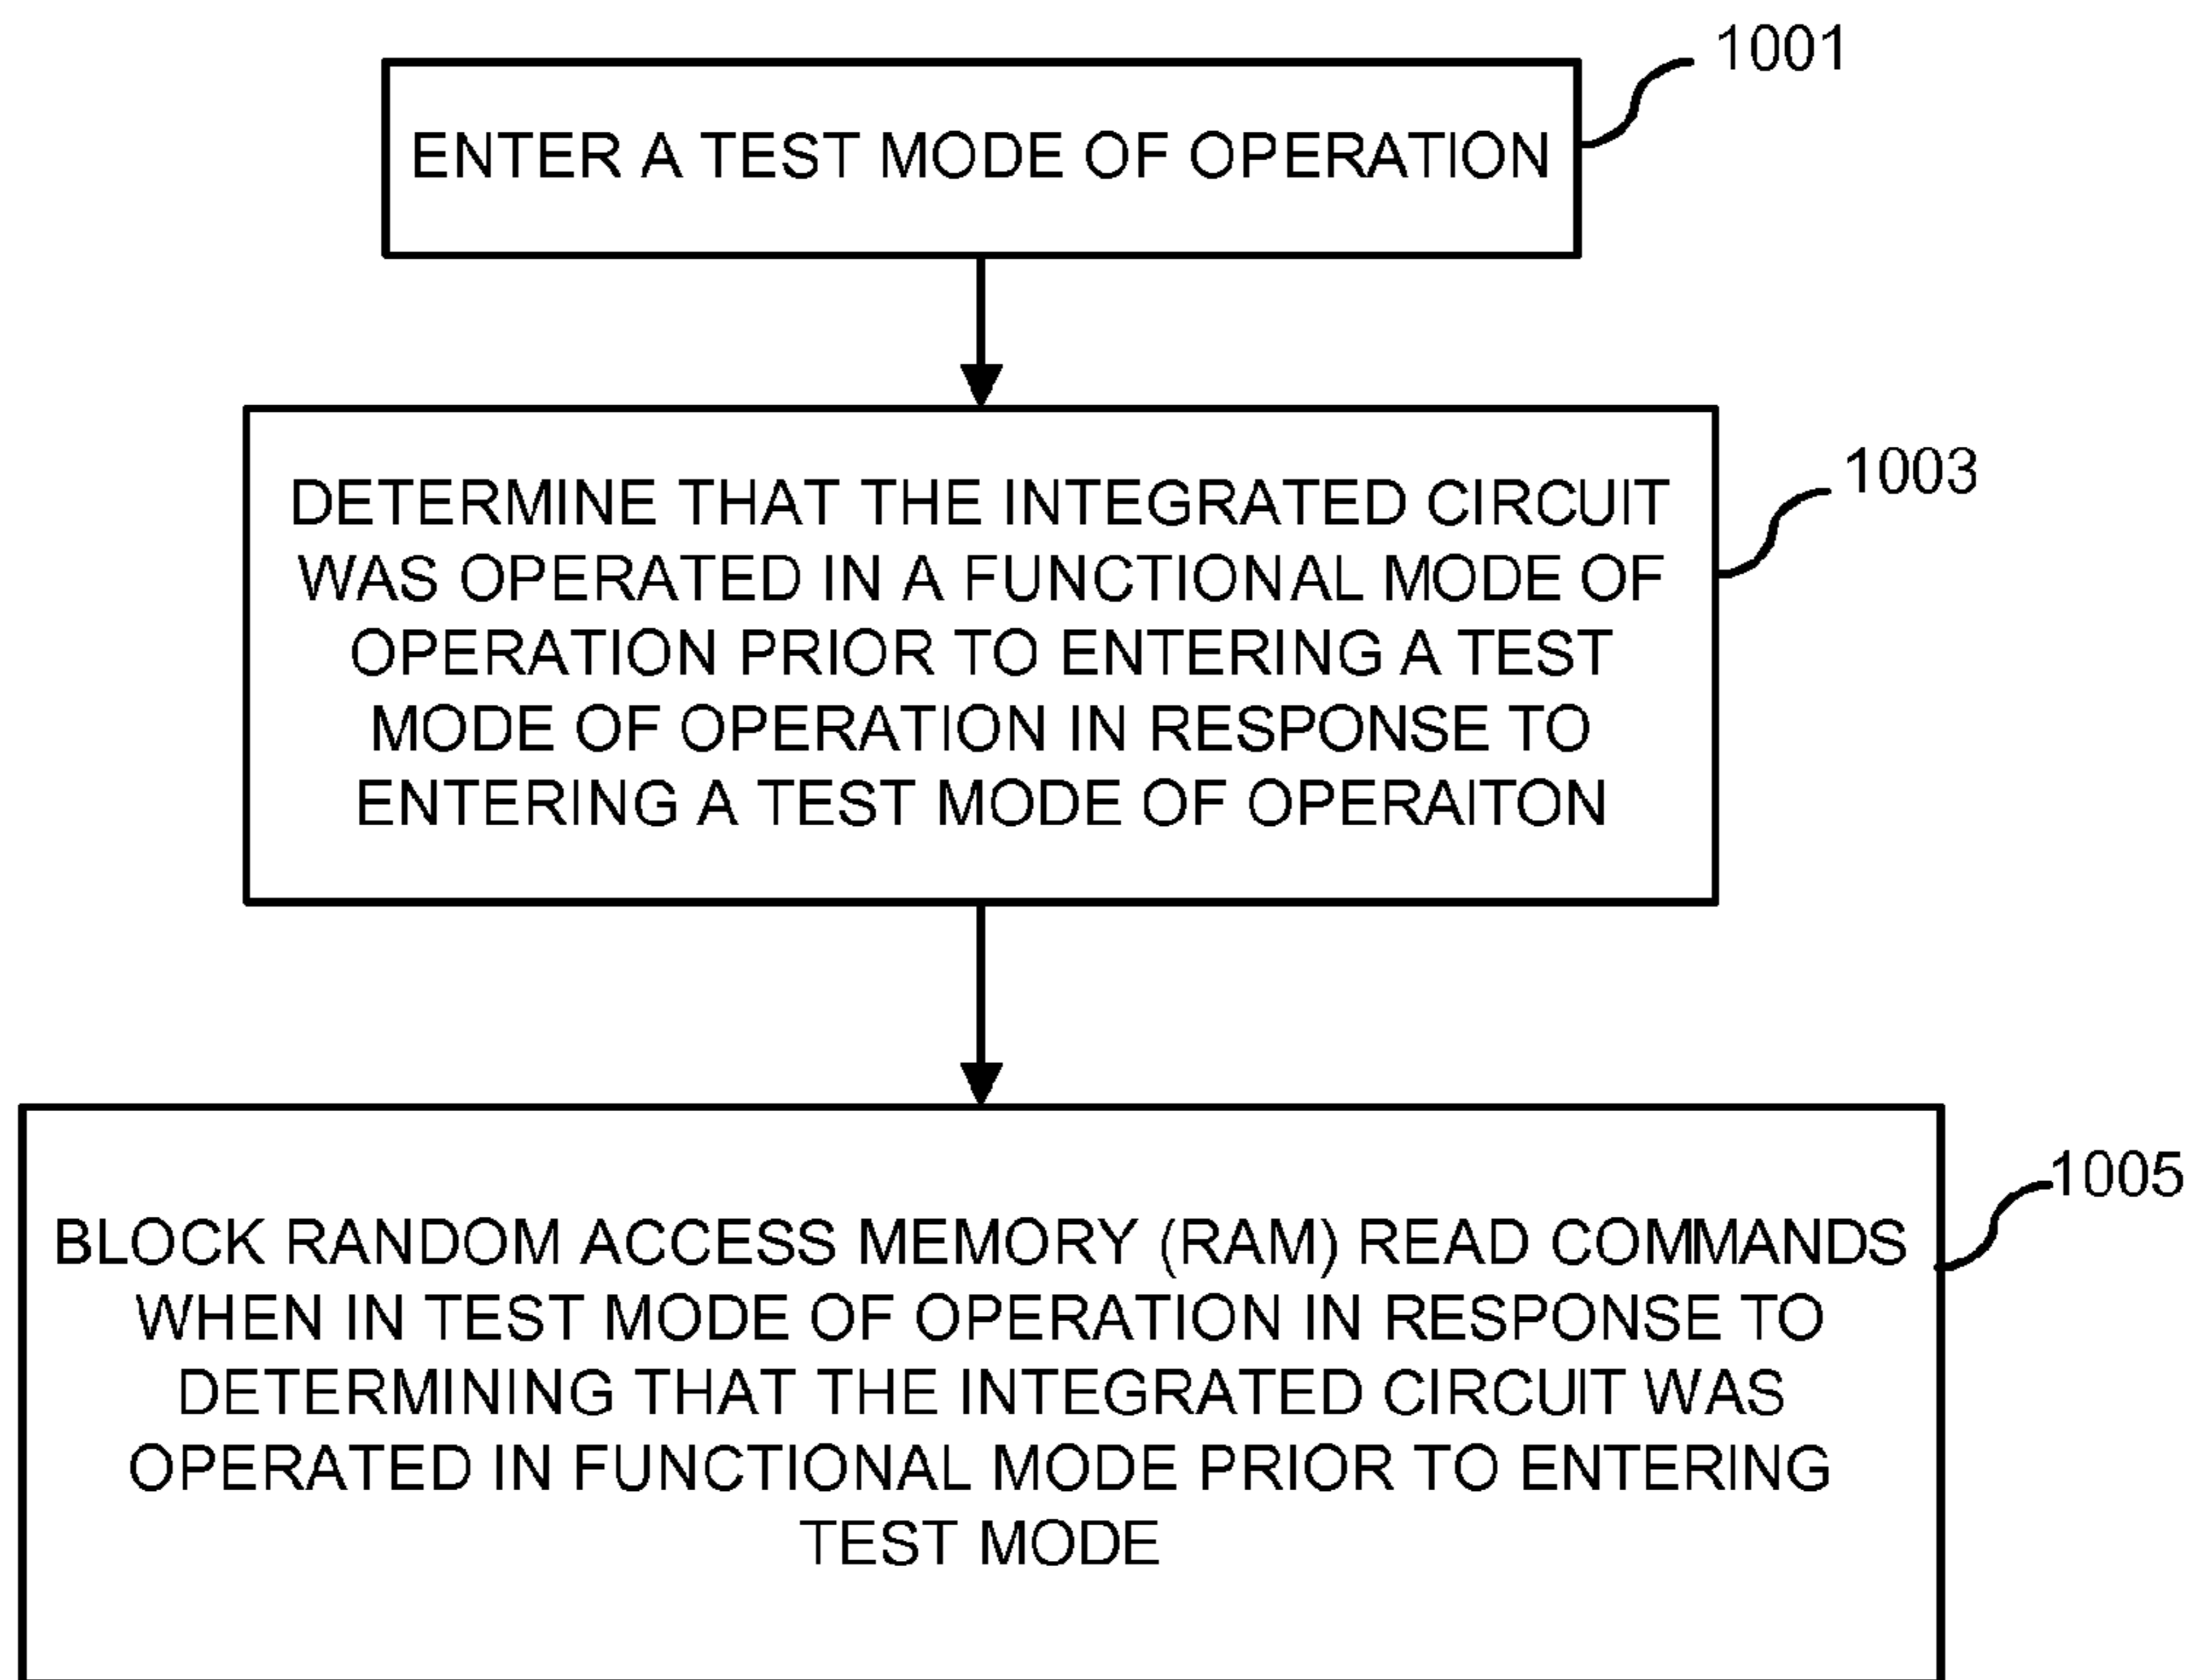 1001
ENTER A TEST MODE OF OPERATION
1003
DETERMINE THAT THE INTEGRATED CIRCUIT
WAS OPERATED IN A FUNCTIONAL MODE OF
OPERATION PRIOR TO ENTERING A TEST
MODE OF OPERATION IN RESPONSE TO
ENTERING A TEST MODE OF OPERAITON
1005
BLOCK RANDOM ACCESS MEMORY (RAM) READ COMMANDS
WHEN IN TEST MODE OF OPERATION IN RESPONSE TO
DETERMINING THAT THE INTEGRATED CIRCUIT WAS
OPERATED IN FUNCTIONAL MODE PRIOR TO ENTERING
TEST MODE